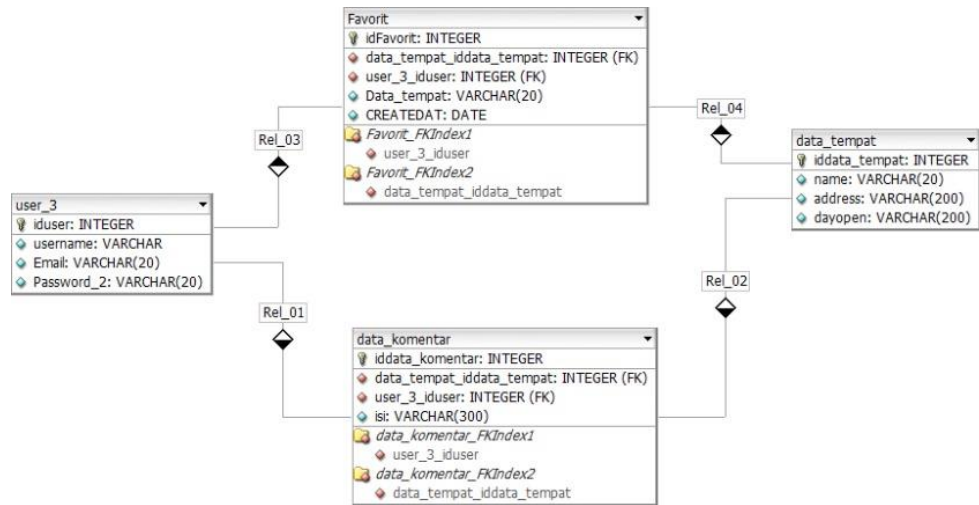 Favorit
idFavorit: INTEGER
data_tempat_iddata_tempat: INTEGER (FK)
user_3_iduser: INTEGER (FK)
Data_tempat: VARCHAR(20)
CREATEDAT: DATE
Favorit_FKIndex1
user_3_iduser
Favorit_FKIndex2
data_tempat_iddata_tempat
Rel_03
Rel_04
data_tempat
iddata_tempat: INTEGER
name: VARCHAR(20)
address: VARCHAR(200)
dayopen: VARCHAR(200)
user_3
iduser: INTEGER
username: VARCHAR
Email: VARCHAR(20)
Password_2: VARCHAR(20)
Rel_01
Rel_02
data_komentar
iddata_komentar: INTEGER
data_tempat_iddata_tempat: INTEGER (FK)
user_3_iduser: INTEGER (FK)
isi: VARCHAR(300)
data_komentar_FKIndex1
user_3_iduser
data_komentar_FKIndex2
data_tempat_iddata_tempat